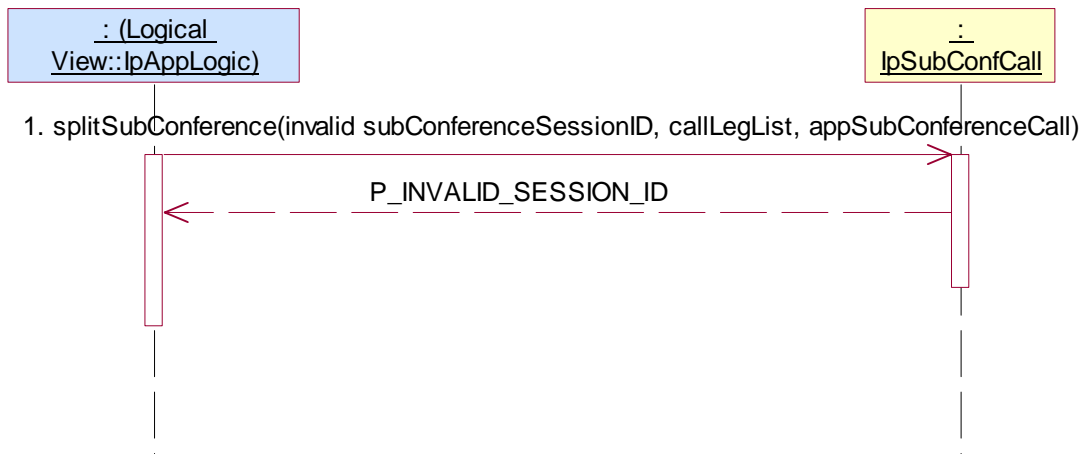 : (Logical
View::IpAppLogic)
:
IpSubConfCall
1. splitSubConference(invalid subConferenceSessionID, callLegList, appSubConferenceCall)
P_INVALID_SESSION_ID